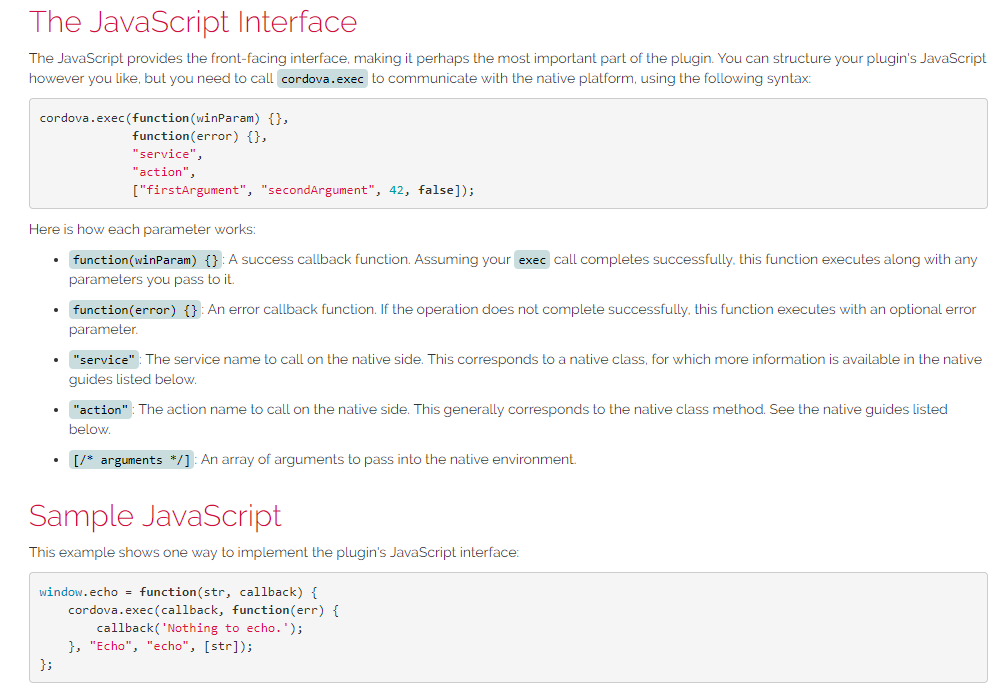 The JavaScript Interface
The JavaScript provides the front-facing interface, making it perhaps the most important part of the plugin. You can structure your plugin's JavaScript
however you like, but you need to call cordova.exec to communicate with the native platform, using the following syntax:
cordova.exec(function(winParam) {},
             function(error) {},
             "service",
             "action",
             ["firstArgument", "secondArgument", 42, false]);
Here is how each parameter works:
• function(winParam) {}: A success callback function. Assuming your exec call completes successfully, this function executes along with any
parameters you pass to it.
• function(error) {}: An error callback function. If the operation does not complete successfully, this function executes with an optional error
parameter.
• "service": The service name to call on the native side. This corresponds to a native class, for which more information is available in the native
guides listed below.
• "action": The action name to call on the native side. This generally corresponds to the native class method. See the native guides listed
below.
• [/* arguments */]: An array of arguments to pass into the native environment.
Sample JavaScript
This example shows one way to implement the plugin's JavaScript interface:
window.echo = function(str, callback) {
    cordova.exec(callback, function(err) {
        callback('Nothing to echo.');
    }, "Echo", "echo", [str]);
};